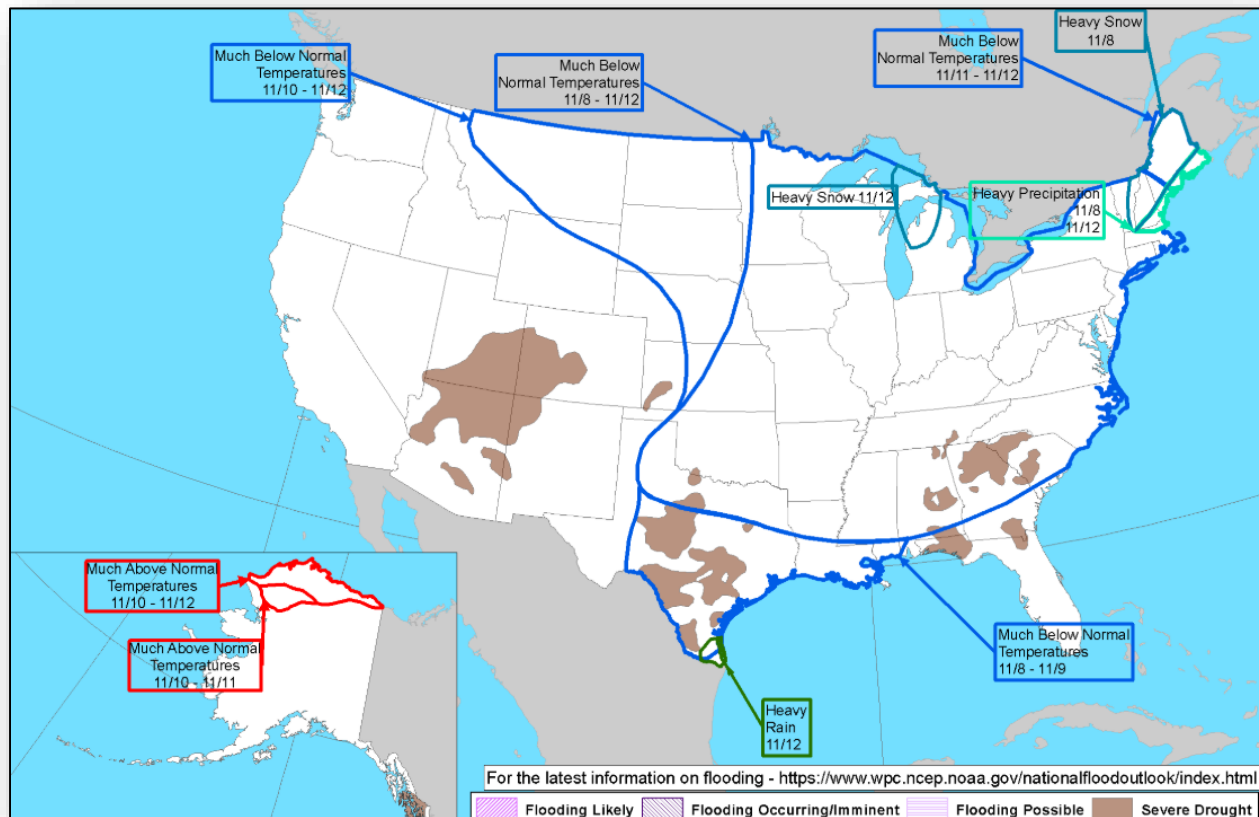 Heavy Snow
11/8
Much Below Normal
Temperatures
11/10 - 11/12
Much Below
Normal Temperatures
11/8 - 11/12
Much Below
Normal Temperatures
11/11 - 11/12
Heavy Snow 11/12
Heavy Precipitation
11/8
11/12
Much Above Normal
Temperatures
11/10 - 11/12
Much Above Normal
Temperatures
11/10 - 11/11
Much Below Normal
Temperatures
11/8 - 11/9
Heavy
Rain
11/12
For the latest information on flooding - https://www.wpc.ncep.noaa.gov/nationalfloodoutlook/index.html
Flooding Likely
Flooding Occurring/Imminent
Flooding Possible
Severe Drought